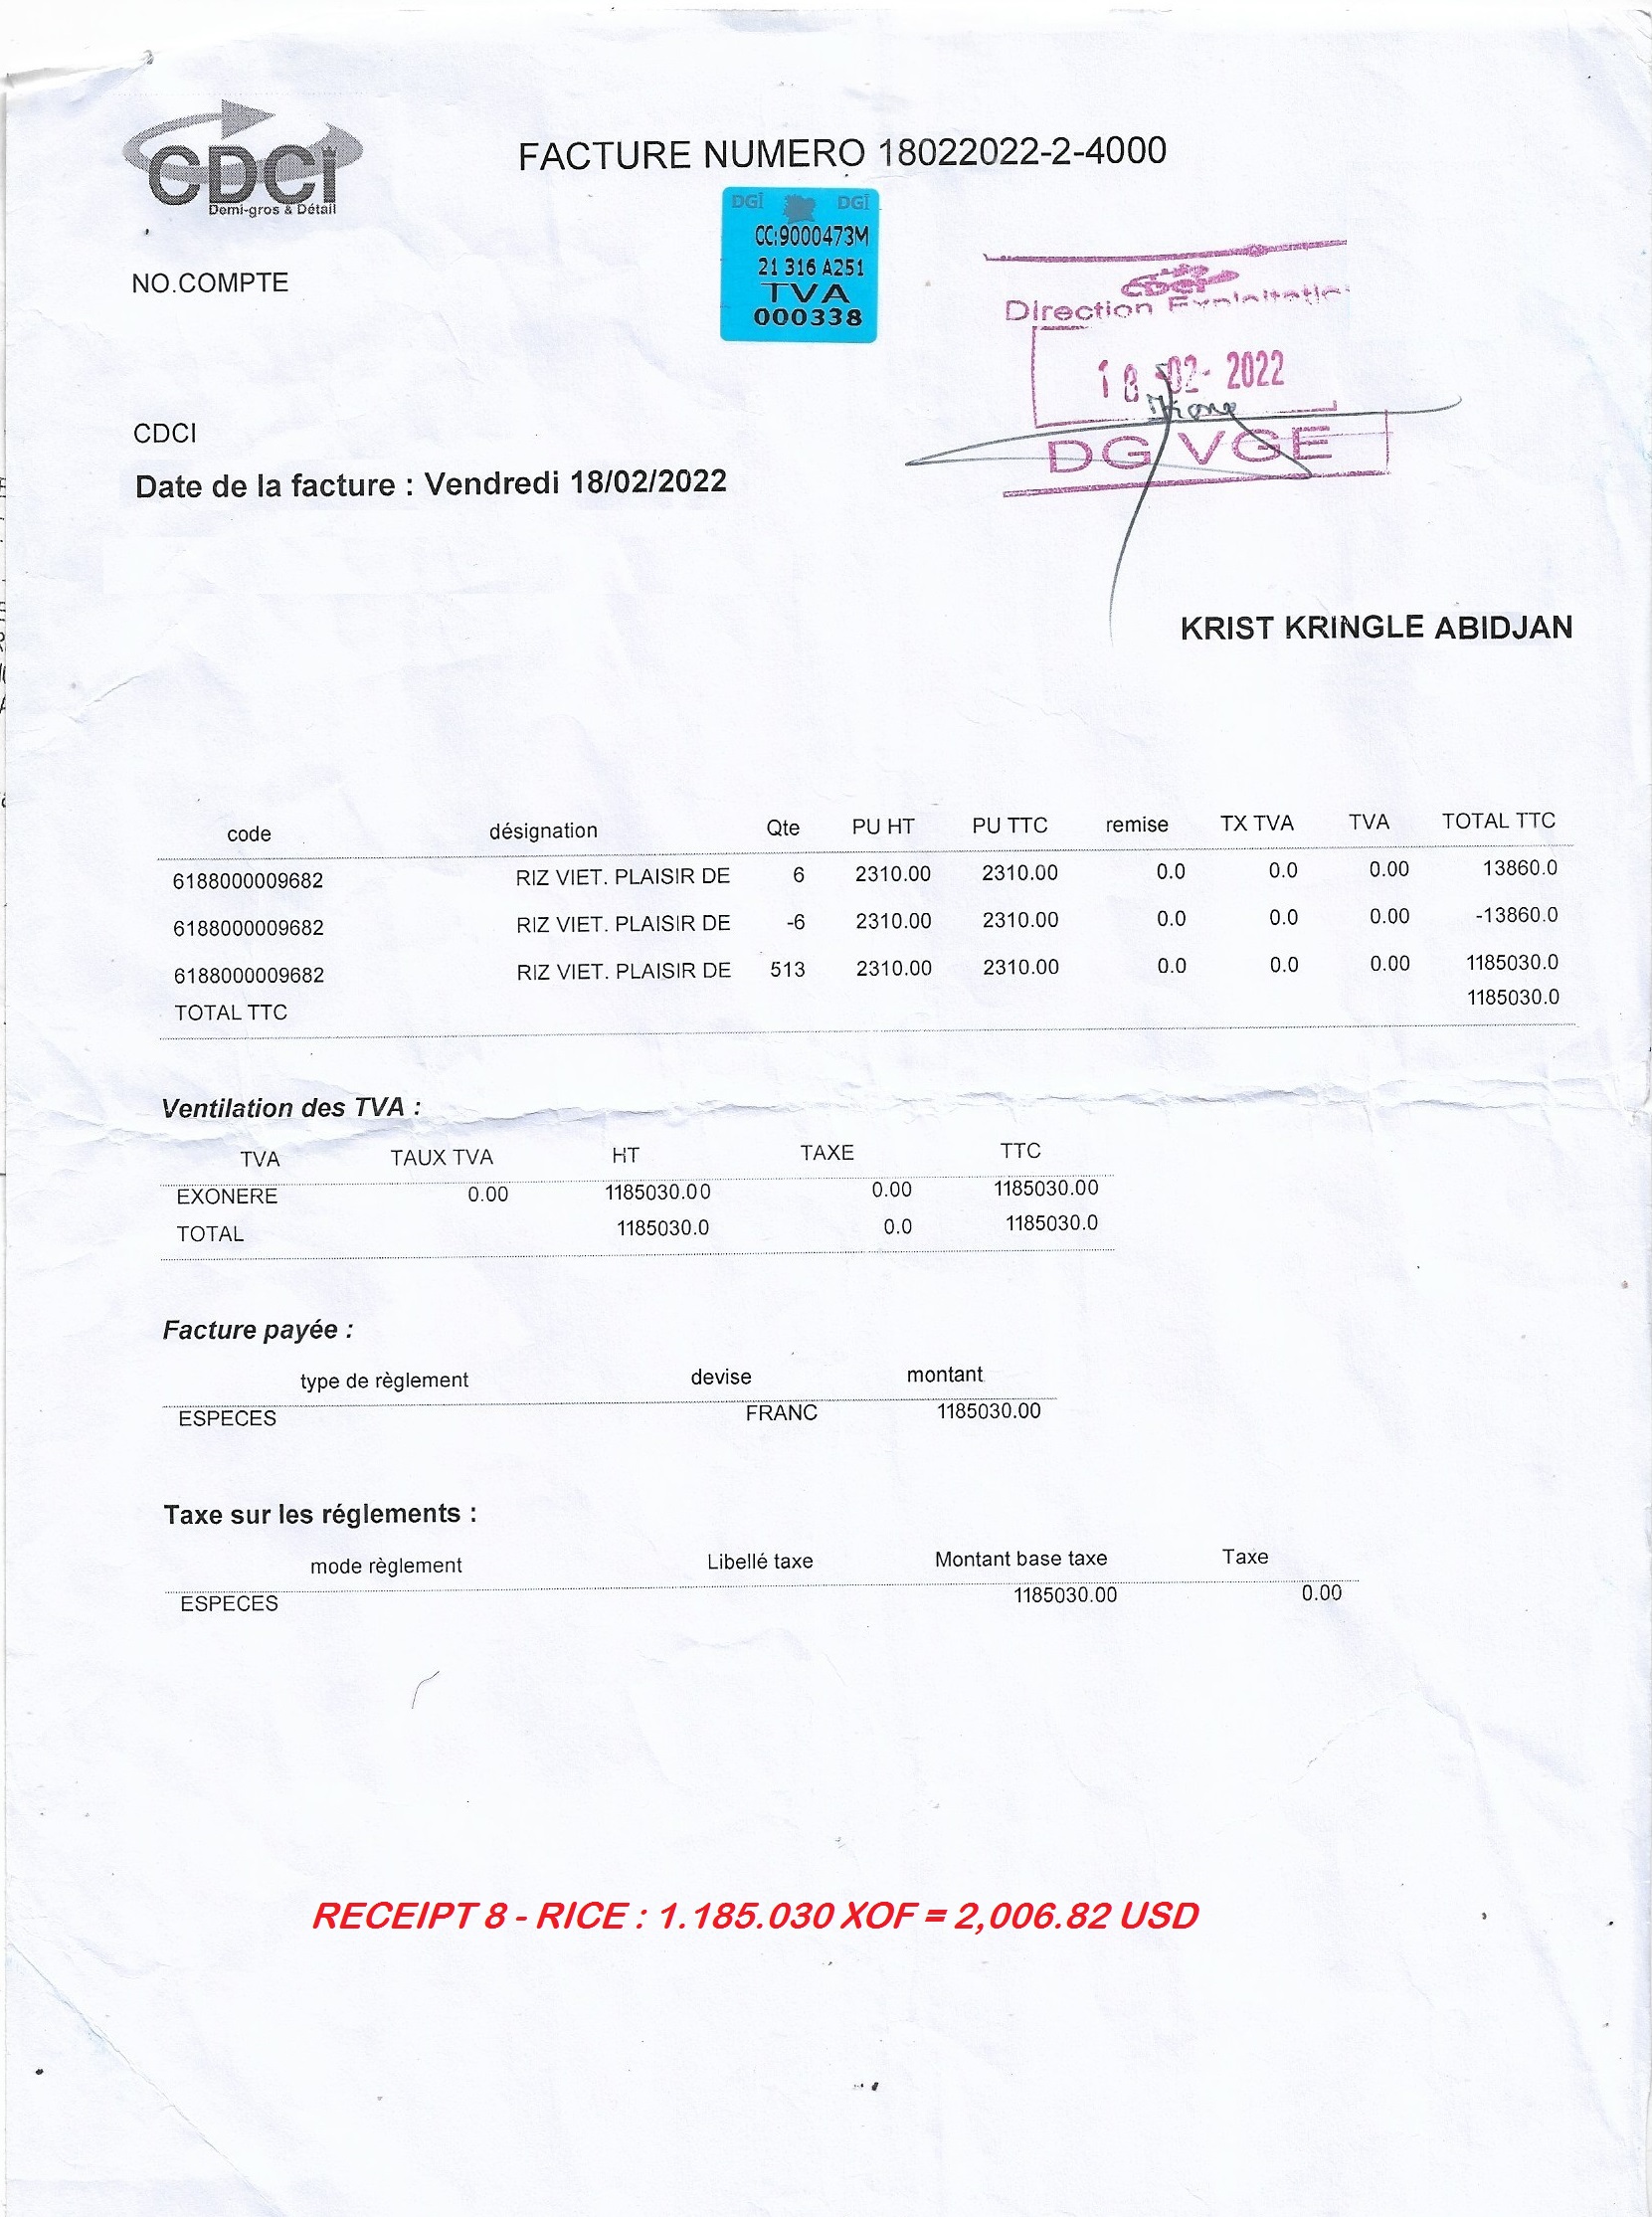 CDCI
Demi-gros & Détail
FACTURE NUMERO 18022022-2-4000
DGI DGI
CC:9000473M
21 316 A251
TVA
000338
NO.COMPTE
CDCI
Direction Exploitation
18 -02- 2022
DG VGE
CDCI
Date de la facture : Vendredi 18/02/2022
KRIST KRINGLE ABIDJAN
code désignation Qte PU HT PU TTC remise TX TVA TVA TOTAL TTC
6188000009682 RIZ VIET. PLAISIR DE 6 2310.00 2310.00 0.0 0.0 0.00 13860.0
6188000009682 RIZ VIET. PLAISIR DE -6 2310.00 2310.00 0.0 0.0 0.00 -13860.0
6188000009682 RIZ VIET. PLAISIR DE 513 2310.00 2310.00 0.0 0.0 0.00 1185030.0
TOTAL TTC 1185030.0
Ventilation des TVA :
TVA TAUX TVA HT TAXE TTC
EXONERE 0.00 1185030.00 0.00 1185030.00
TOTAL 1185030.0 0.0 1185030.0
Facture payée :
type de règlement devise montant
ESPECES FRANC 1185030.00
Taxe sur les réglements :
mode règlement Libellé taxe Montant base taxe Taxe
ESPECES 1185030.00 0.00
RECEIPT 8 - RICE : 1.185.030 XOF = 2,006.82 USD